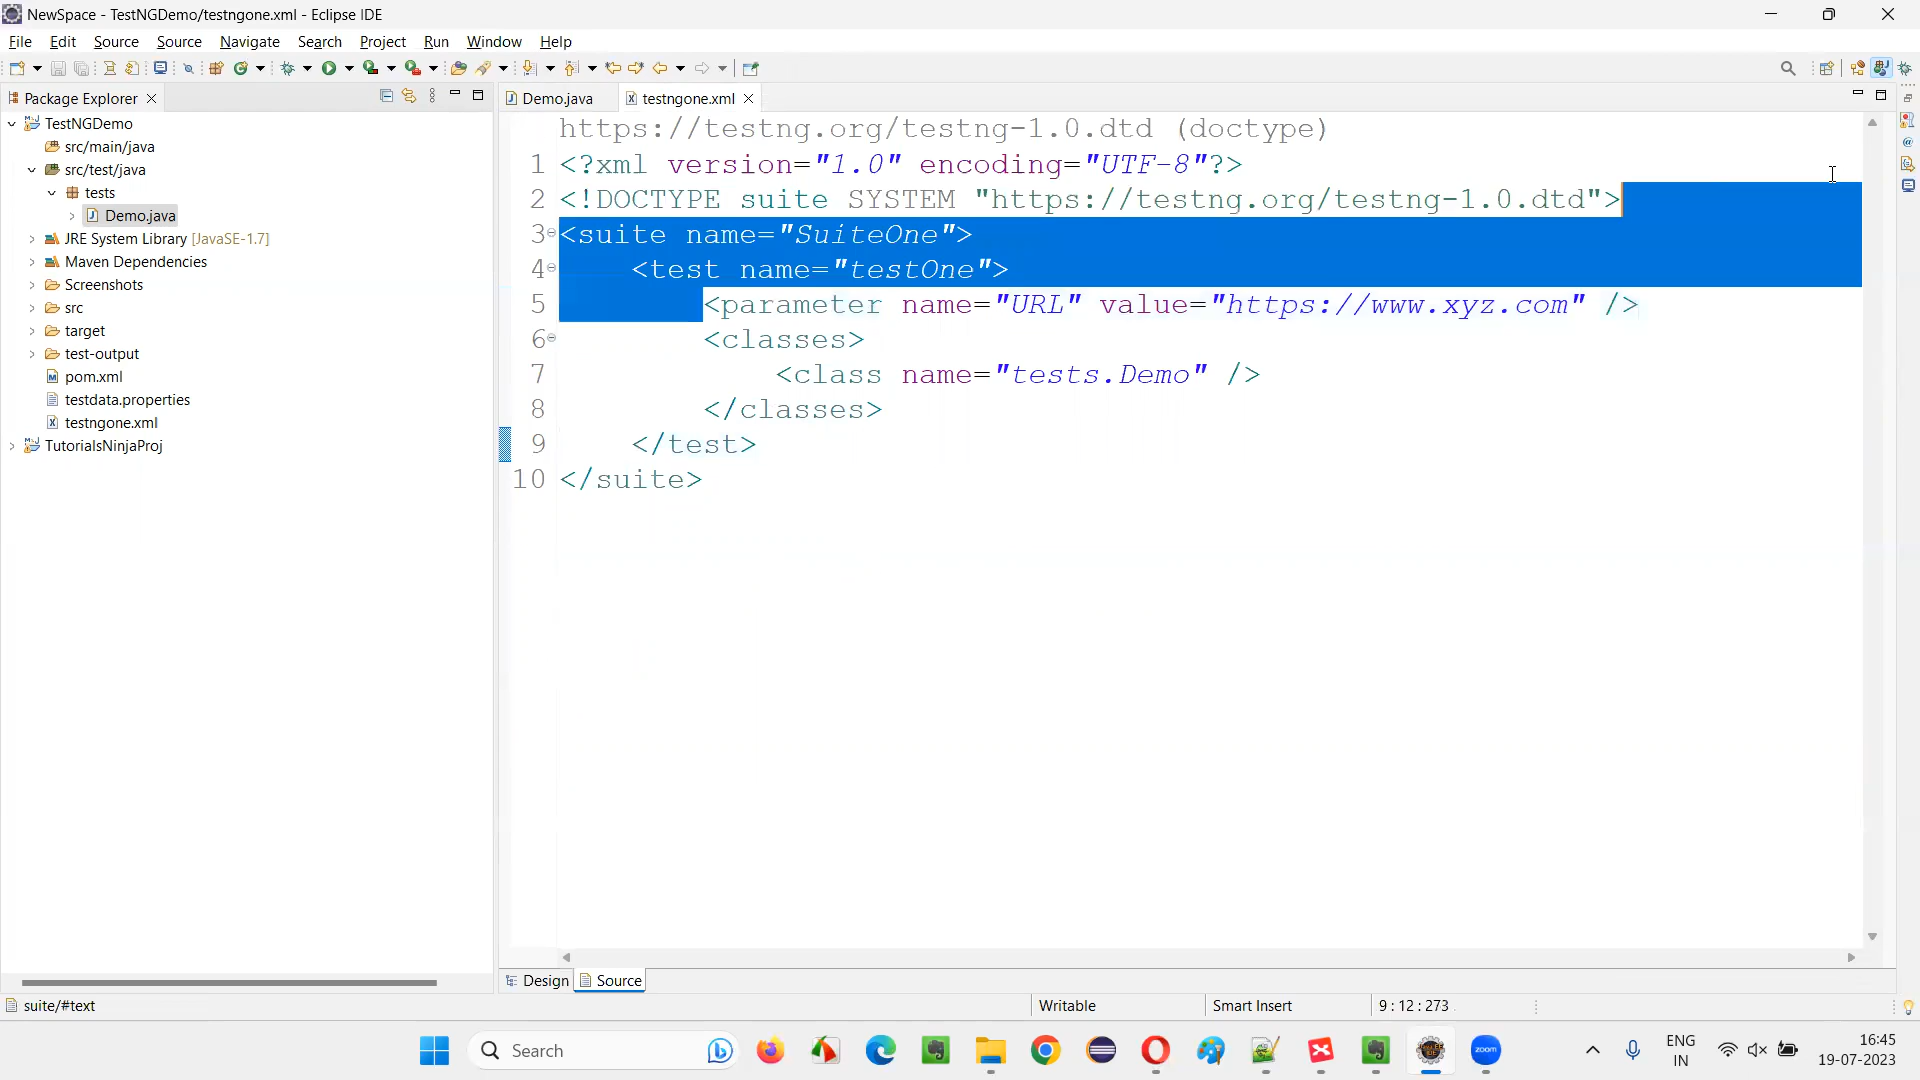 NewSpace - TestNGDemo/testngone.xml - Eclipse IDE
File Edit Source Source Navigate Search Project Run Window Help
Package Explorer
Demo.java
testngone.xml
TestNGDemo
src/main/java
src/test/java
tests
Demo.java
JRE System Library [JavaSE-1.7]
Maven Dependencies
Screenshots
src
target
test-output
pom.xml
testdata.properties
testngone.xml
TutorialsNinjaProj
https://testng.org/testng-1.0.dtd (doctype)
1 <?xml version="1.0" encoding="UTF-8"?>
2 <!DOCTYPE suite SYSTEM "https://testng.org/testng-1.0.dtd">
3 <suite name="SuiteOne">
4 <test name="testOne">
5 <parameter name="URL" value="https://www.xyz.com" />
6 <classes>
7 <class name="tests.Demo" />
8 </classes>
9 </test>
10 </suite>
Design Source
suite/#text
Writable
Smart Insert
9 : 12 : 273
Search
zoom
ENG
IN
16:45
19-07-2023